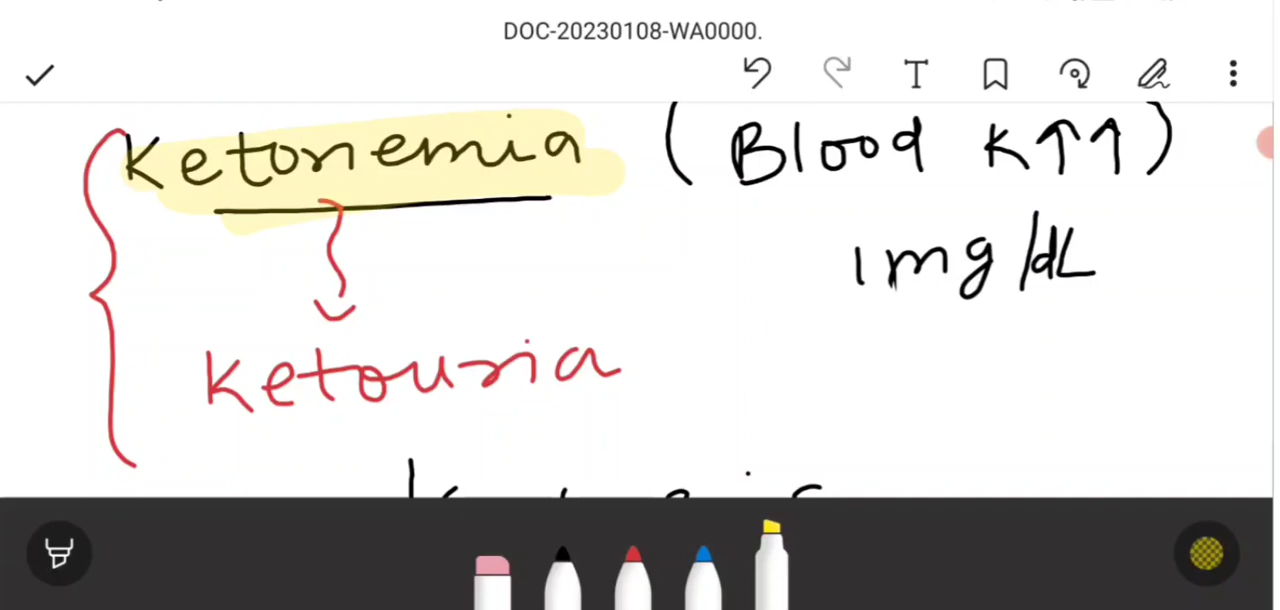 DOC-20230108-WA0000.
T
Ketonemia (Blood K↑↑)
1mg/dL
Ketouria